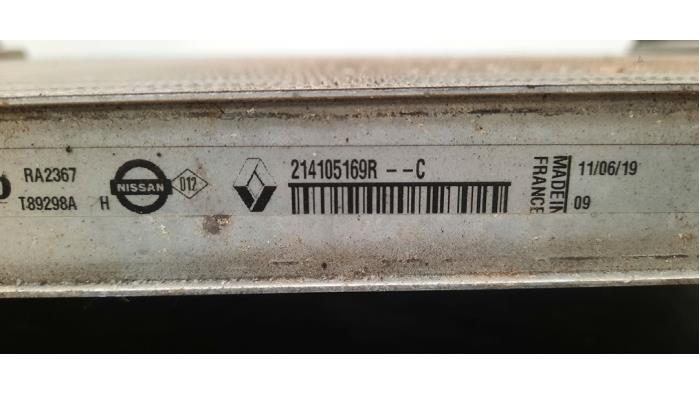 RA2367
T89298A H
NISSAN
D12
214105169R --C
MADE IN
FRANCE
11/06/19
09